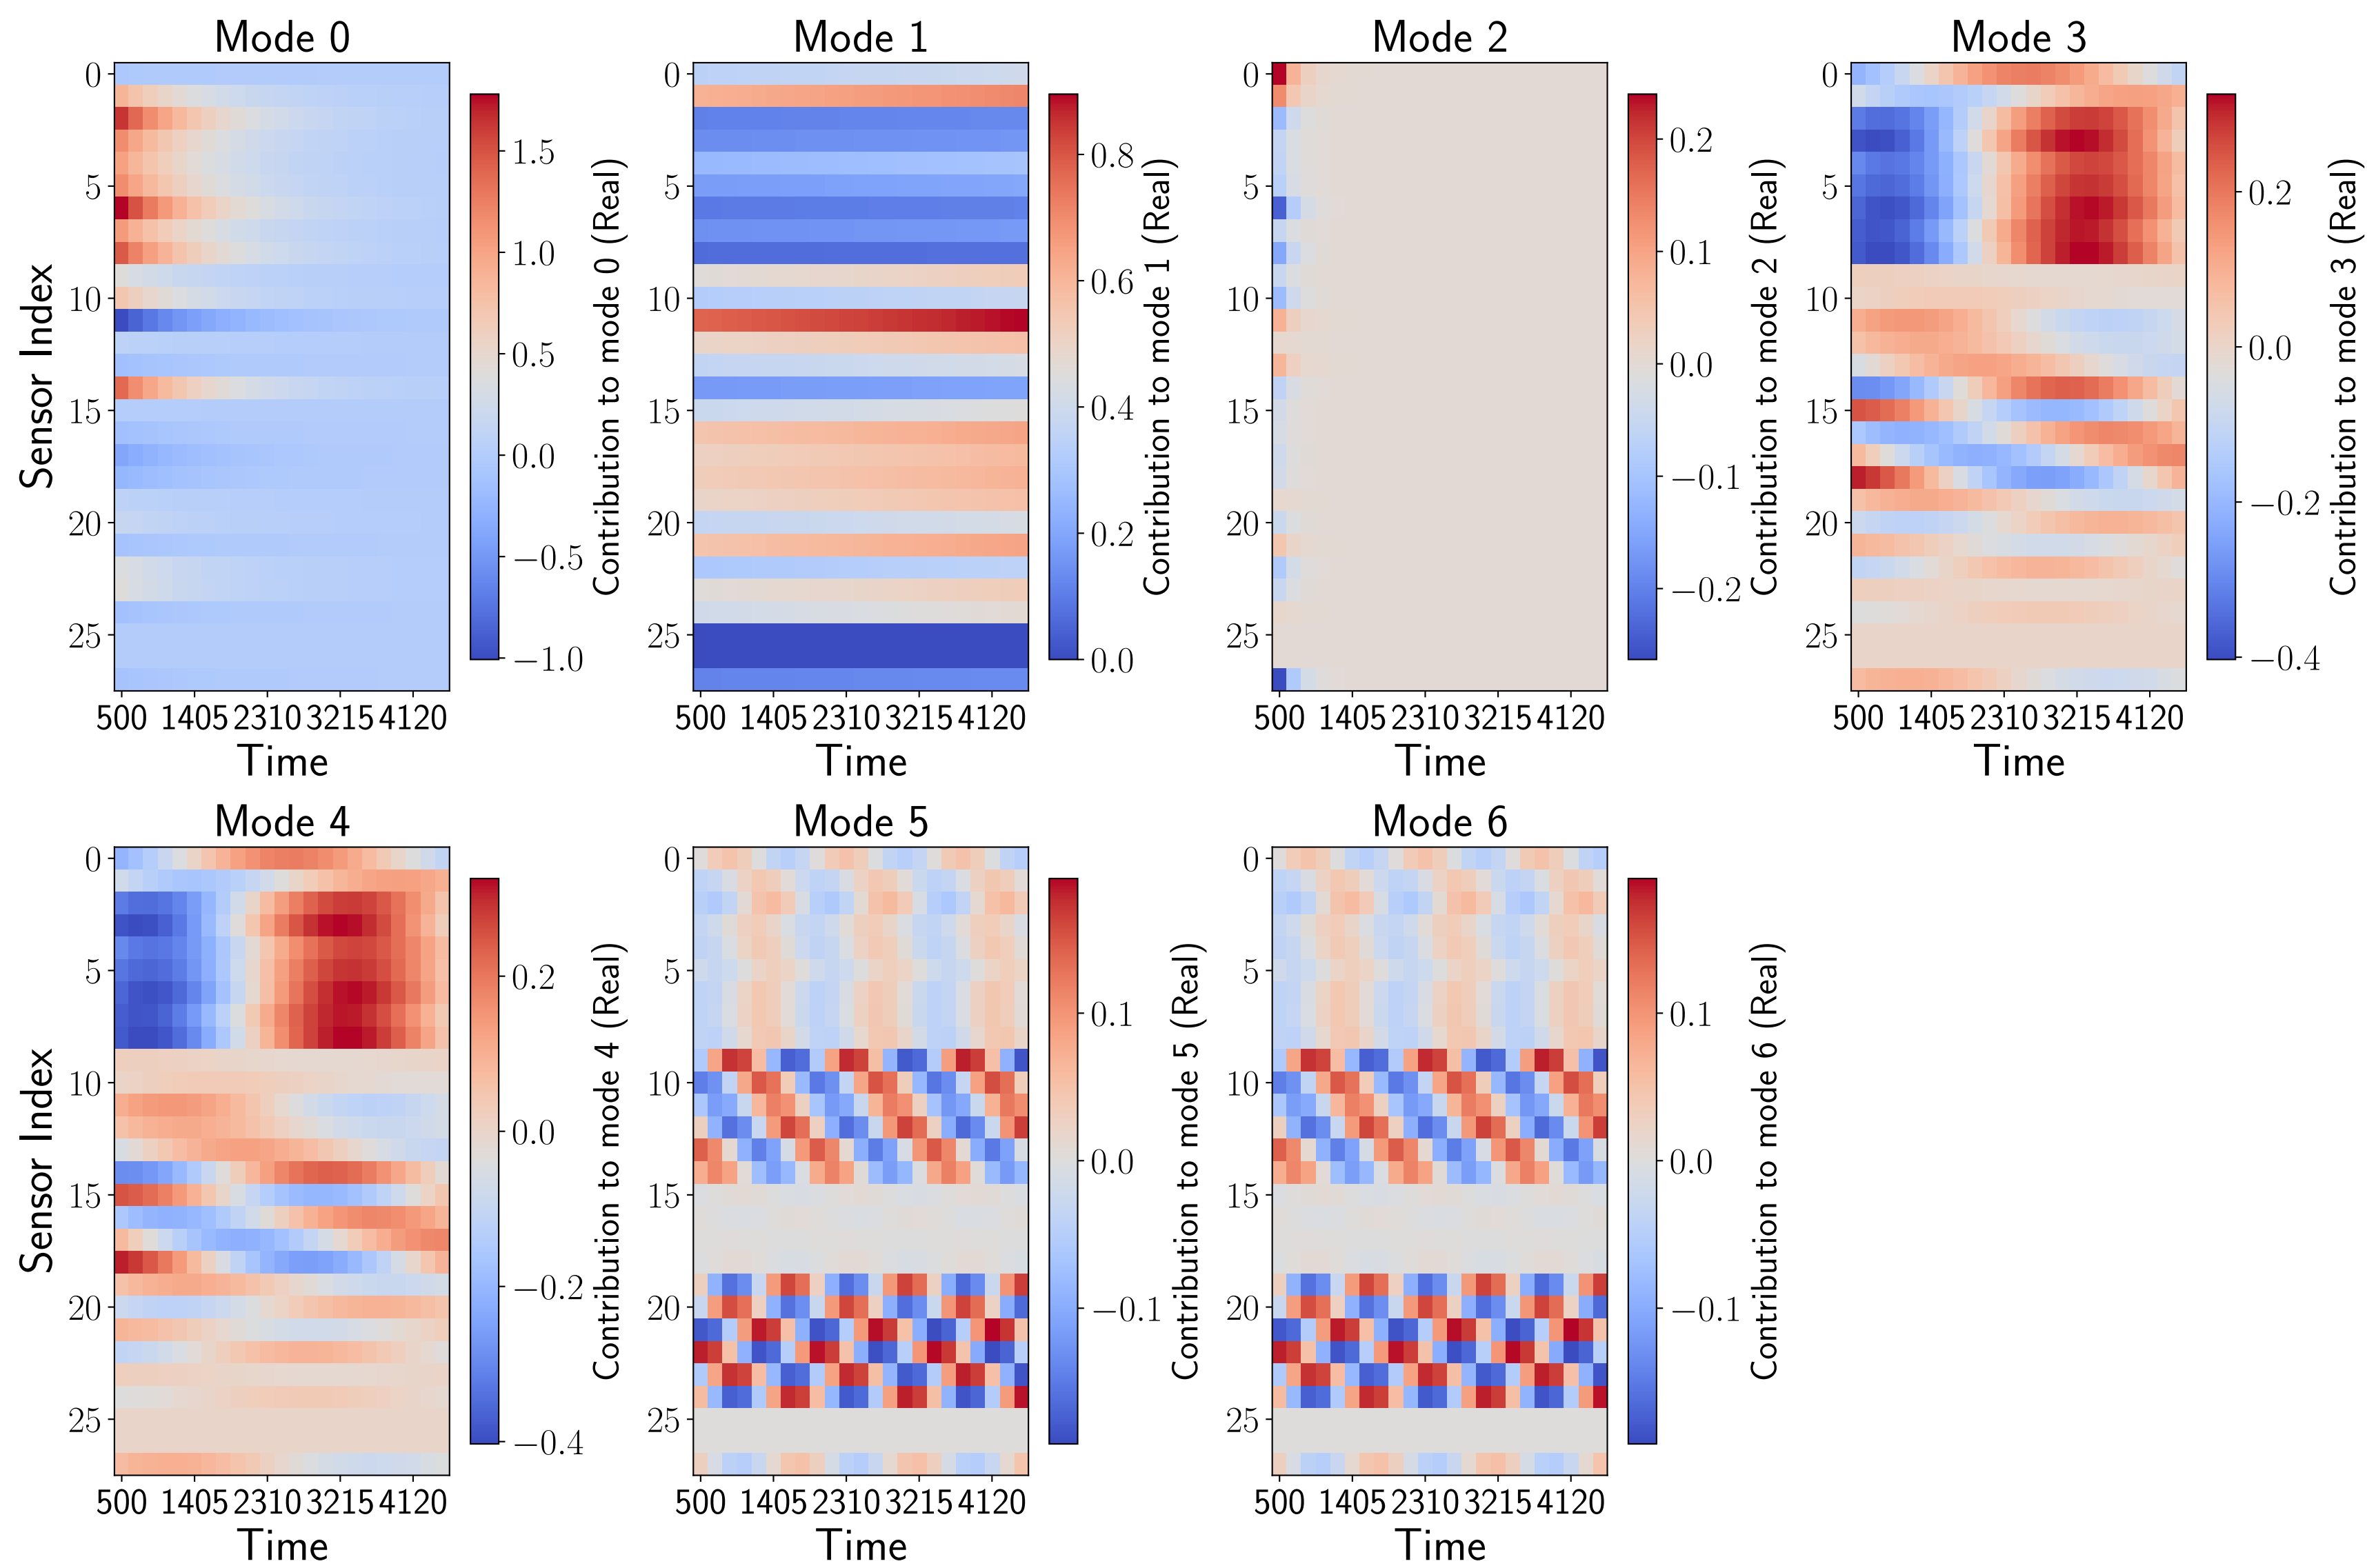 Mode 0
Mode 1
Mode 2
Mode 3
Sensor Index
0
5
10
15
20
25
500 1405 2310 3215 4120
Time
1.5
1.0
0.5
0.0
−0.5
−1.0
Contribution to mode 0 (Real)
0
5
10
15
20
25
500 1405 2310 3215 4120
Time
0.8
0.6
0.4
0.2
0.0
Contribution to mode 1 (Real)
0
5
10
15
20
25
500 1405 2310 3215 4120
Time
0.2
0.1
0.0
−0.1
−0.2
Contribution to mode 2 (Real)
0
5
10
15
20
25
500 1405 2310 3215 4120
Time
0.2
0.0
−0.2
−0.4
Contribution to mode 3 (Real)
Mode 4
Mode 5
Mode 6
Sensor Index
0
5
10
15
20
25
500 1405 2310 3215 4120
Time
0.2
0.0
−0.2
−0.4
Contribution to mode 4 (Real)
0
5
10
15
20
25
500 1405 2310 3215 4120
Time
0.1
0.0
−0.1
Contribution to mode 5 (Real)
0
5
10
15
20
25
500 1405 2310 3215 4120
Time
0.1
0.0
−0.1
Contribution to mode 6 (Real)